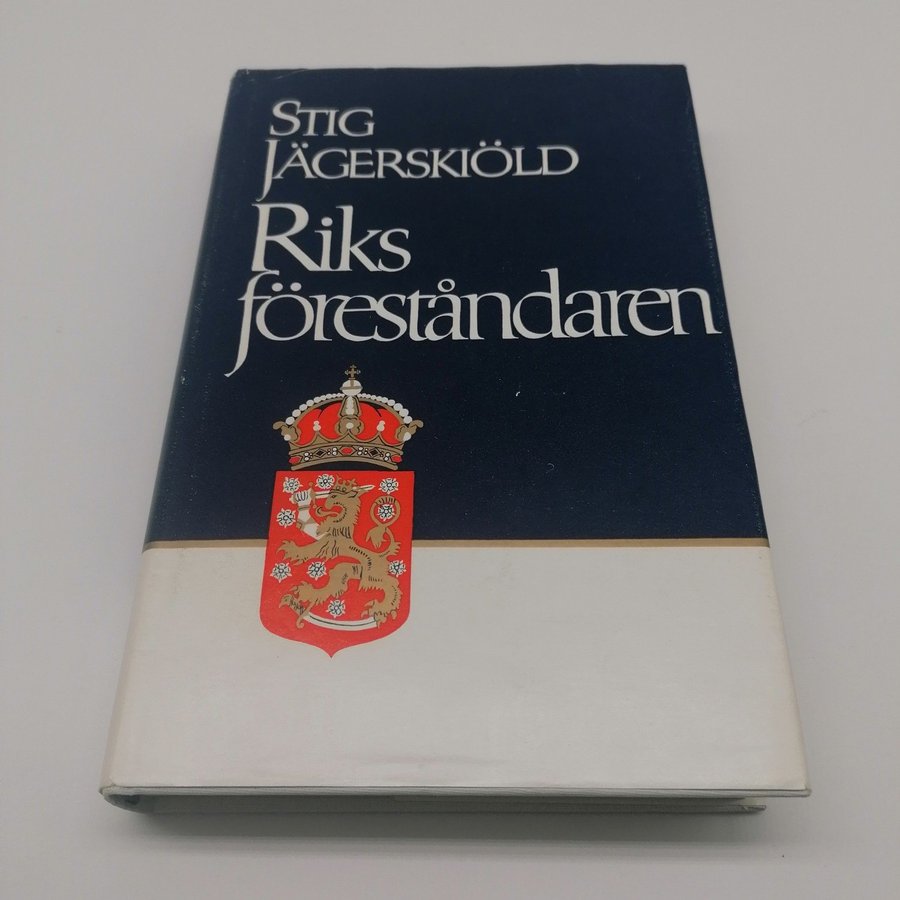 STIG
JÄGERSKIÖLD
Riks
föreståndaren